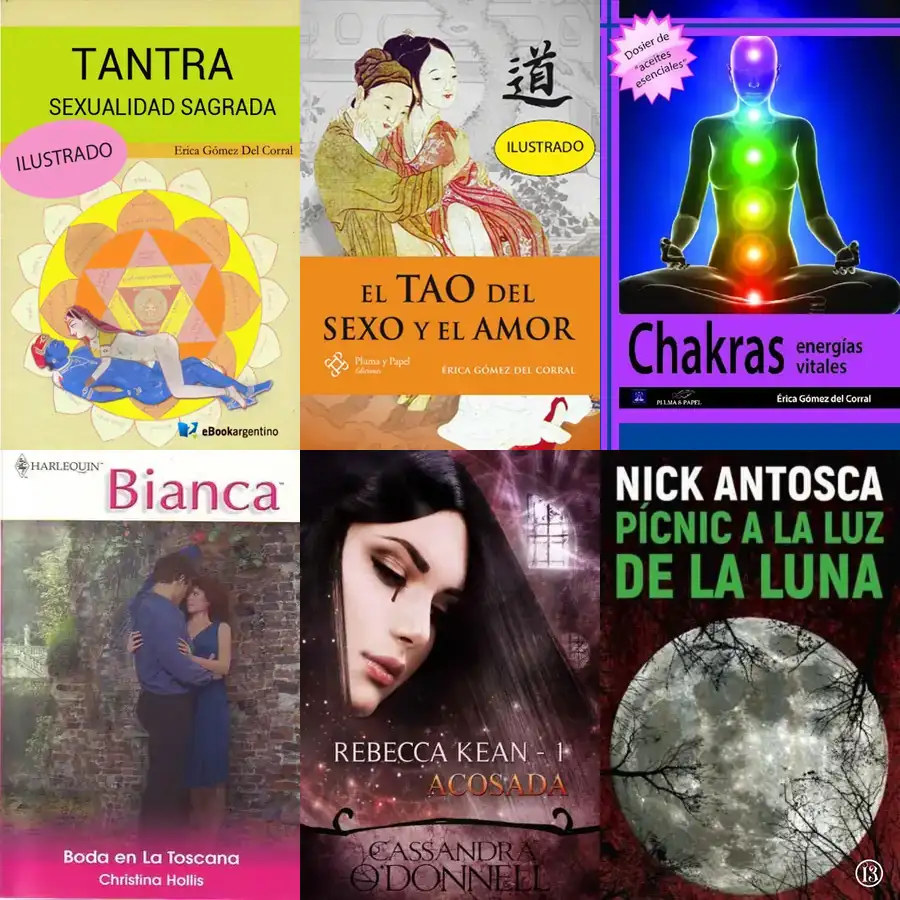 TANTRA
SEXUALIDAD SAGRADA
ILUSTRADO
Erica Gómez Del Corral
eBookargentino
道
ILUSTRADO
EL TAO DEL
SEXO Y EL AMOR
Pluma y Papel
Ediciones
ÉRICA GÓMEZ DEL CORRAL
Dosier de
"aceites
esenciales"
Chakras energías
vitales
PLUMA & PAPEL
Érica Gómez del Corral
HARLEQUIN™
Bianca™
Boda en La Toscana
Christina Hollis
REBECCA KEAN - 1
ACOSADA
CASSANDRA
O'DONNELL
NICK ANTOSCA
PÍCNIC A LA LUZ
DE LA LUNA
13